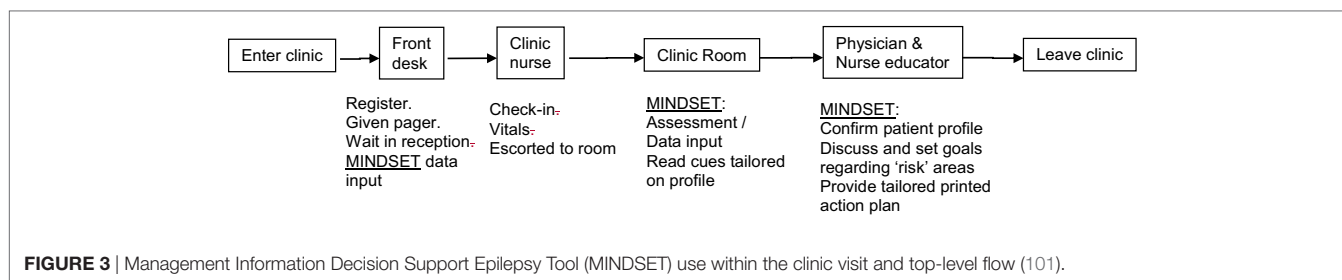 Enter clinic
Front
desk
Clinic
nurse
Clinic Room
Physician &
Nurse educator
Leave clinic
Register.
Given pager.
Wait in reception.
MINDSET data
input
Check-in.
Vitals.
Escorted to room
MINDSET:
Assessment /
Data input
Read cues tailored
on profile
MINDSET:
Confirm patient profile
Discuss and set goals
regarding ‘risk’ areas
Provide tailored printed
action plan
FIGURE 3 | Management Information Decision Support Epilepsy Tool (MINDSET) use within the clinic visit and top-level flow (101).